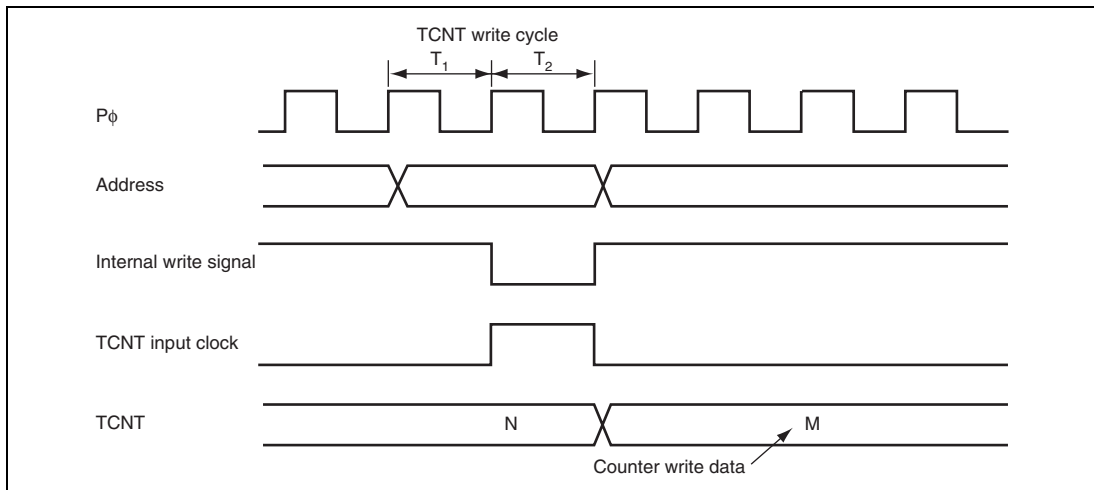 TCNT write cycle
T1 T2
Pϕ
Address
Internal write signal
TCNT input clock
TCNT N M
Counter write data